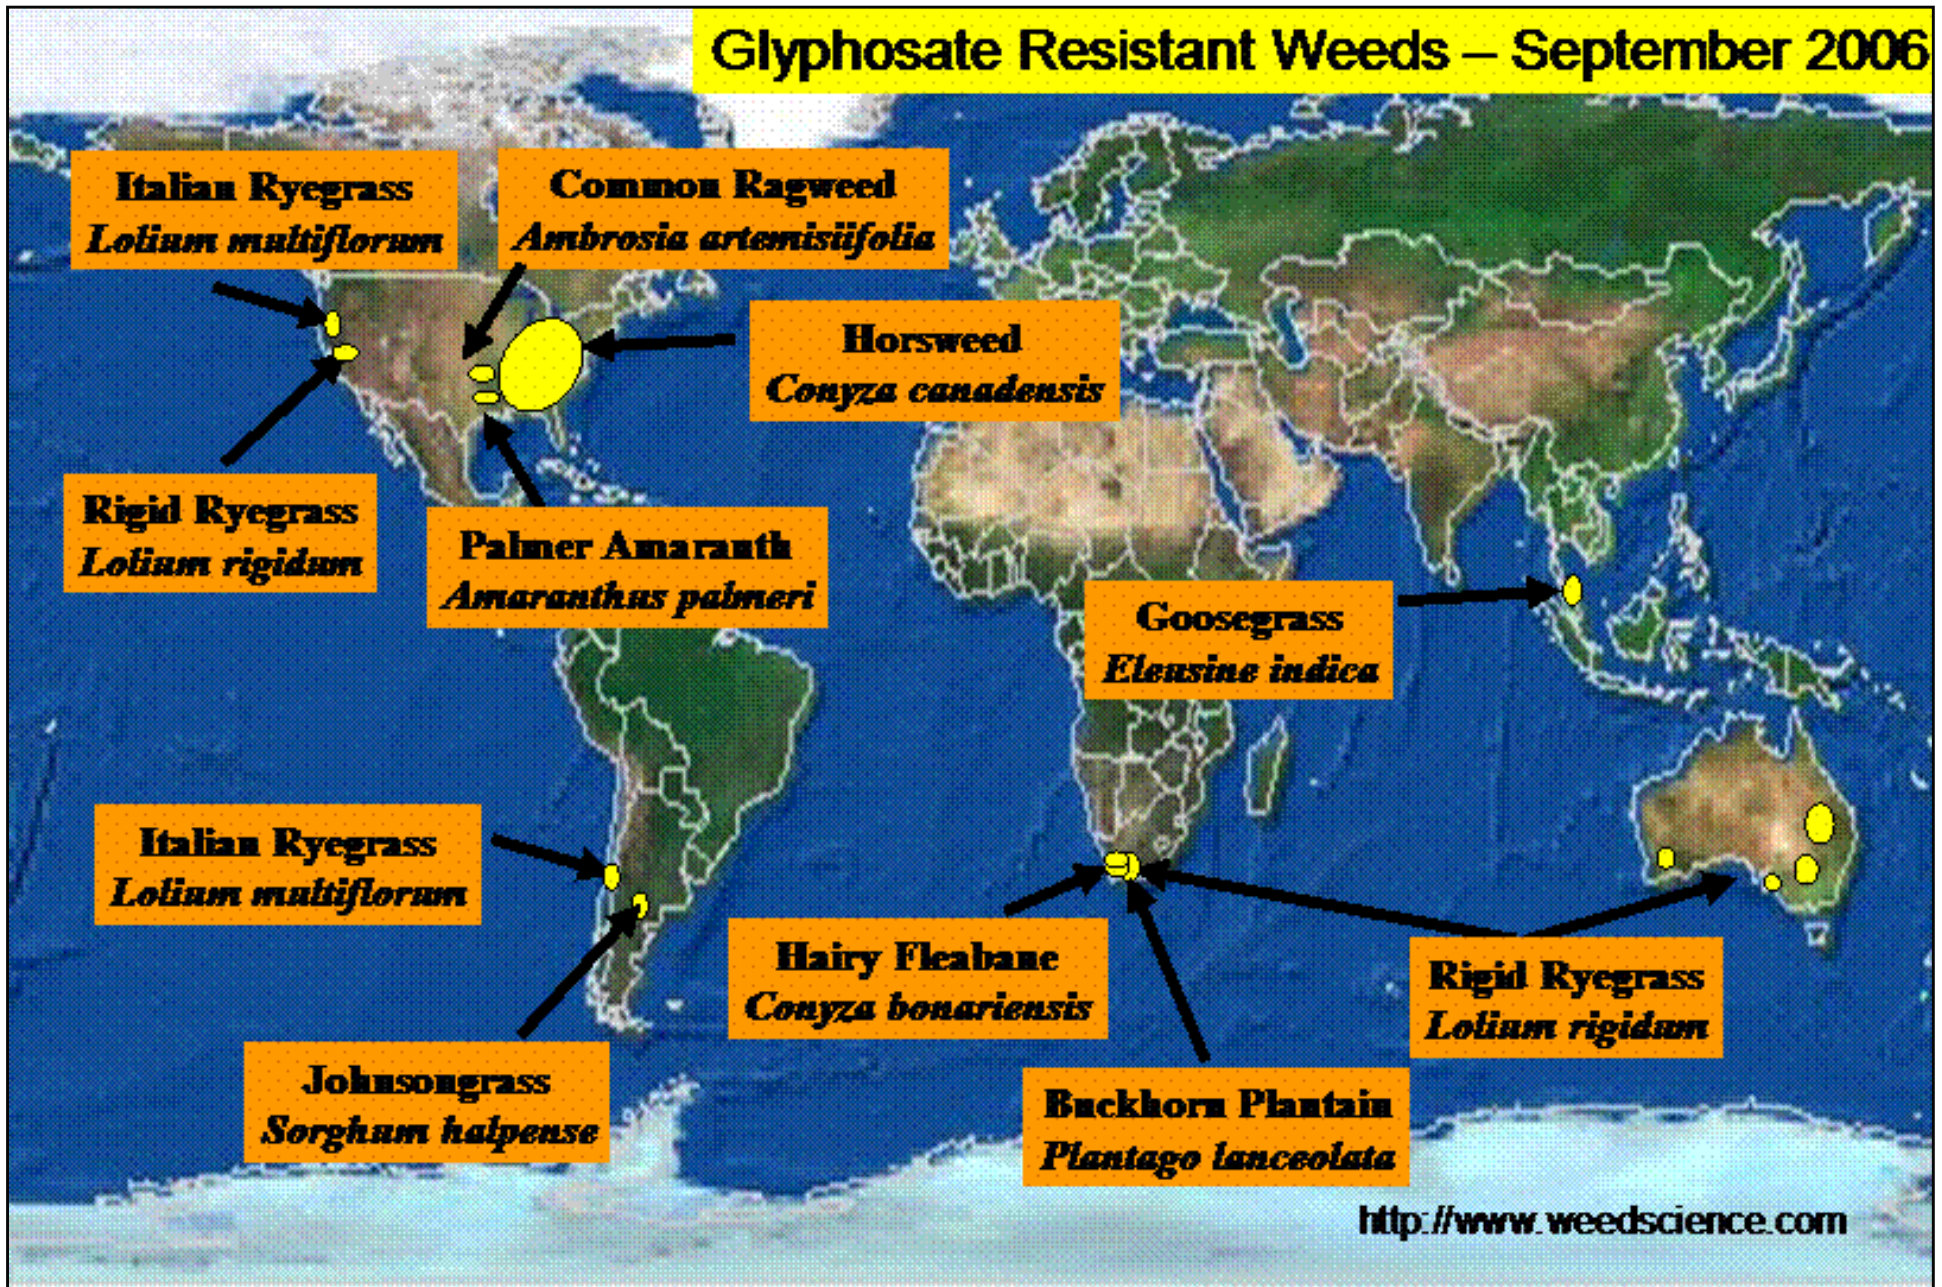 Glyphosate Resistant Weeds – September 2006
Italian Ryegrass
Lolium multiflorum
Common Ragweed
Ambrosia artemisiifolia
Horsweed
Conyza canadensis
Rigid Ryegrass
Lolium rigidum
Palmer Amaranth
Amaranthus palmeri
Goosegrass
Eleusine indica
Italian Ryegrass
Lolium multiflorum
Hairy Fleabane
Conyza bonariensis
Rigid Ryegrass
Lolium rigidum
Johnsongrass
Sorghum halpense
Buckhorn Plantain
Plantago lanceolata
http://www.weedscience.com